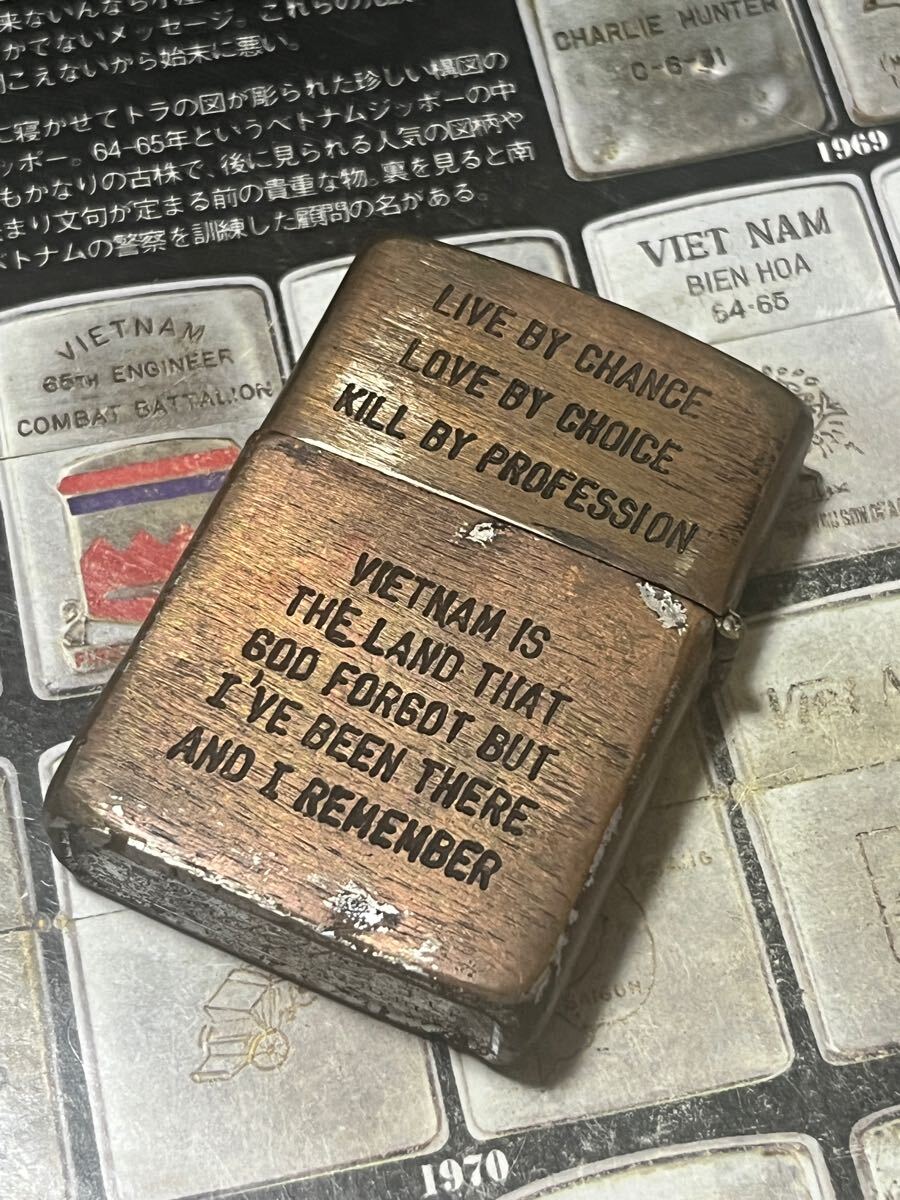 かでないメッセージ。これらの
こえないから始末に悪い。
に寝かせてトラの図が彫られた珍しい構図の
ッポー。64-65年というベトナムジッポーの中
もかなりの古株で、後に見られる人気の図柄や
まり文句が定まる前の貴重な物。裏を見ると南
ベトナムの警察を訓練した顧問の名がある。
CHARLIE HUNTER
C-6-31
1969
VIET NAM
BIEN HOA
64-65
VIETNAM
65TH ENGINEER
COMBAT BATTALION
LIVE BY CHANCE
LOVE BY CHOICE
KILL BY PROFESSION
VIETNAM IS
THE LAND THAT
GOD FORGOT BUT
I'VE BEEN THERE
AND I REMEMBER
SAIGON
1970